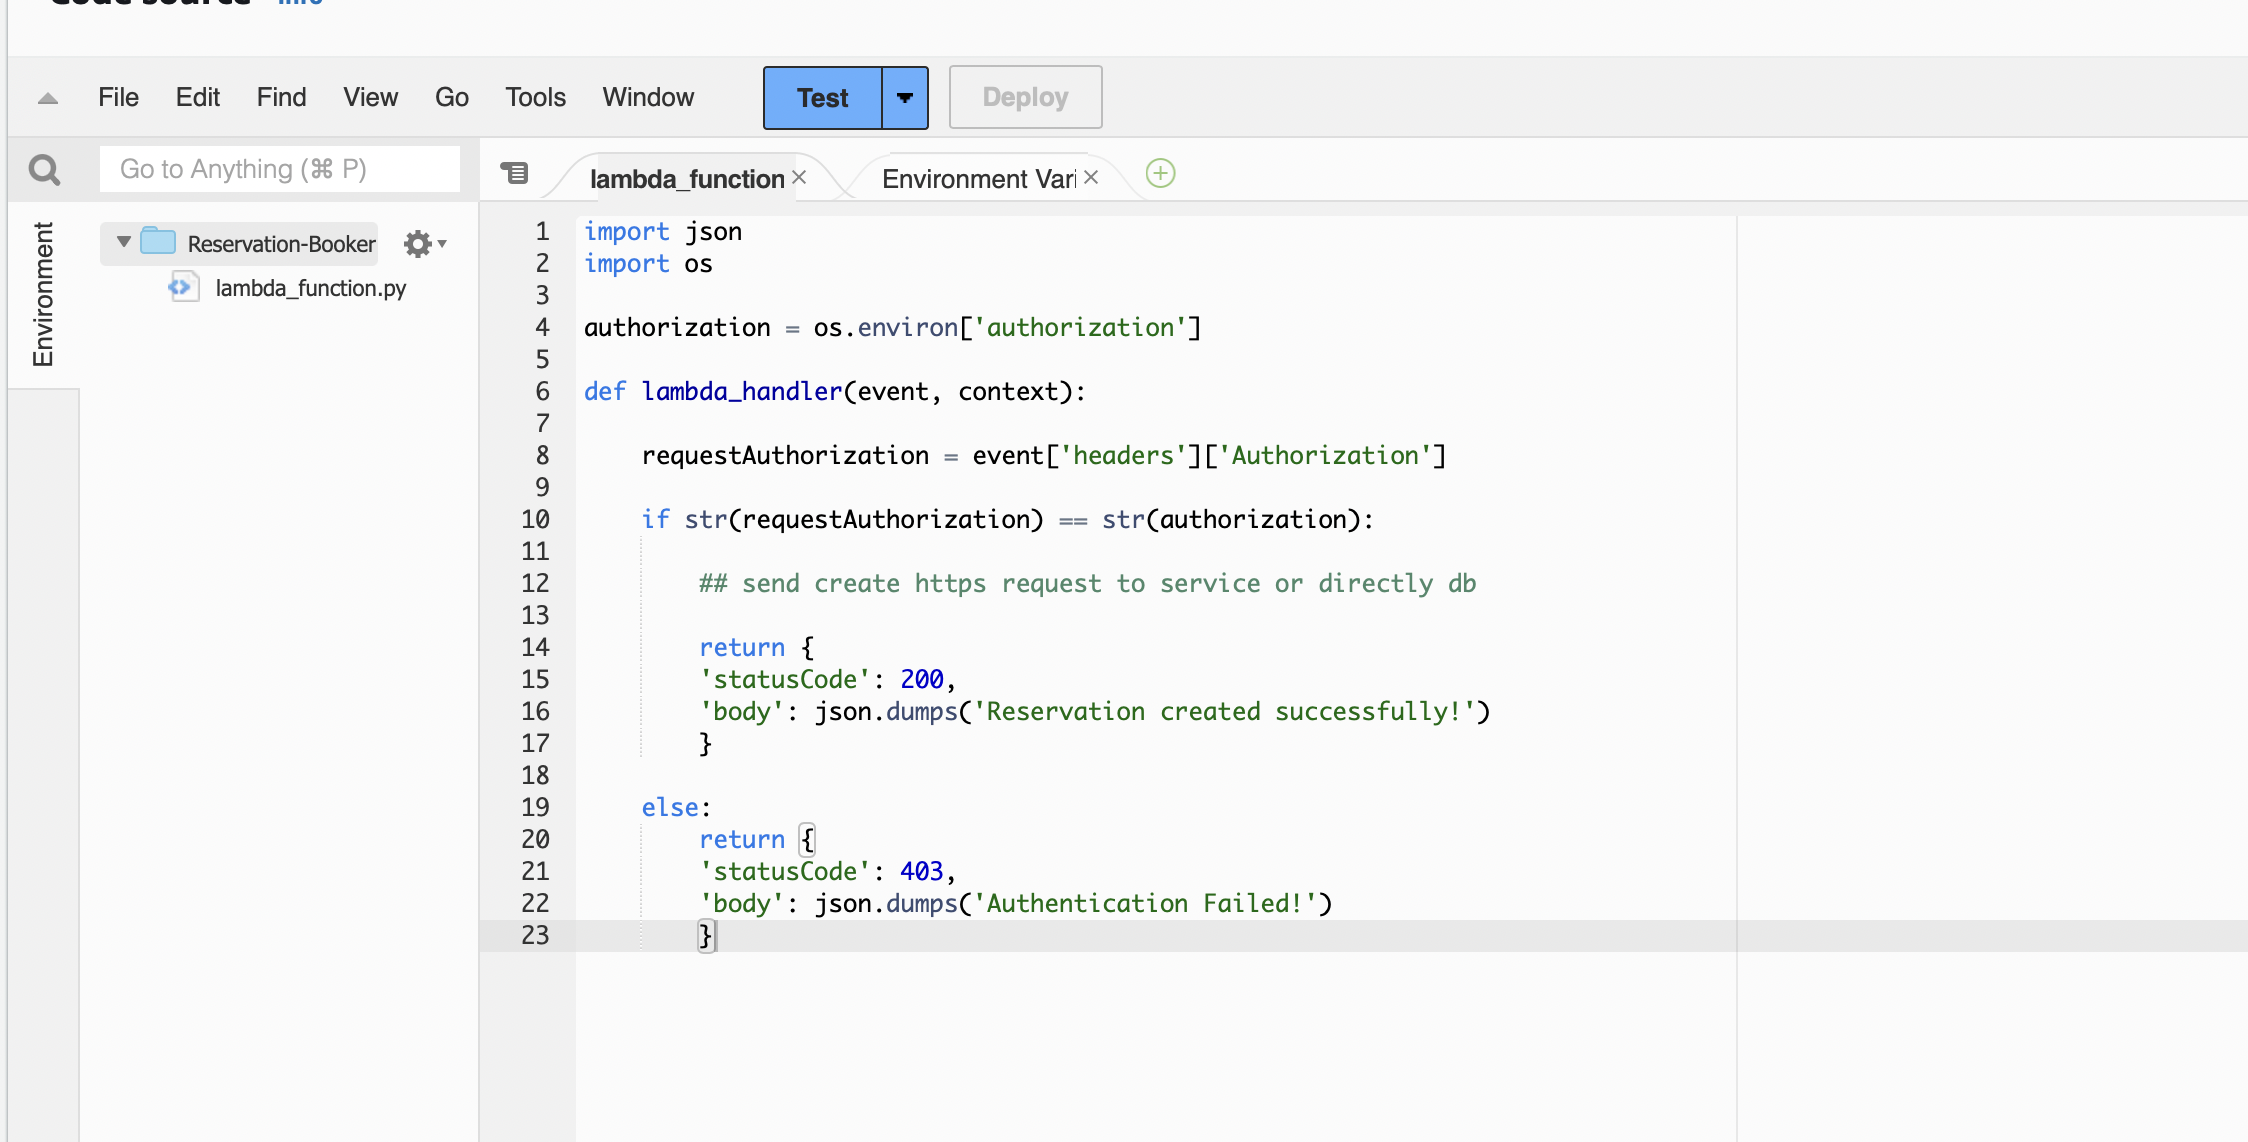 Code source Info
File Edit Find View Go Tools Window Test Deploy
Go to Anything (⌘ P)
lambda_function × Environment Vari ×
Environment
Reservation-Booker
lambda_function.py
1 import json
2 import os
3
4 authorization = os.environ['authorization']
5
6 def lambda_handler(event, context):
7
8     requestAuthorization = event['headers']['Authorization']
9
10     if str(requestAuthorization) == str(authorization):
11
12         ## send create https request to service or directly db
13
14         return {
15         'statusCode': 200,
16         'body': json.dumps('Reservation created successfully!')
17         }
18
19     else:
20         return {
21         'statusCode': 403,
22         'body': json.dumps('Authentication Failed!')
23         }